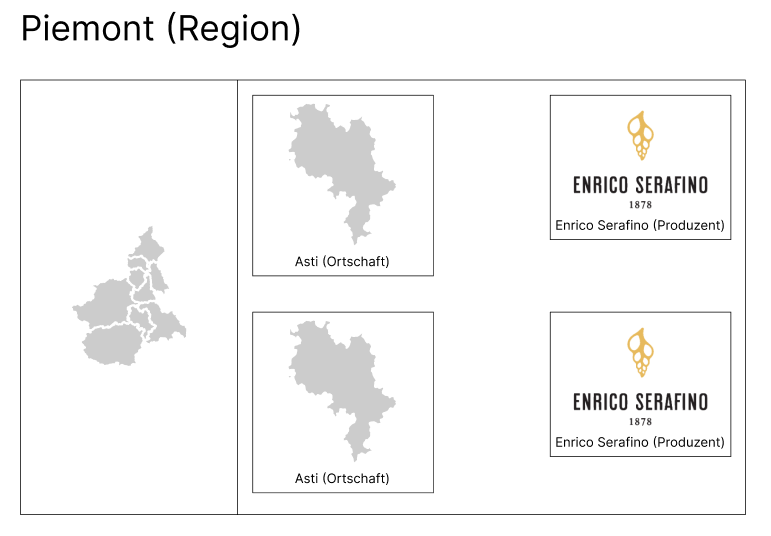 Piemont (Region)
ENRICO SERAFINO
1878
Enrico Serafino (Produzent)
Asti (Ortschaft)
ENRICO SERAFINO
1878
Enrico Serafino (Produzent)
Asti (Ortschaft)